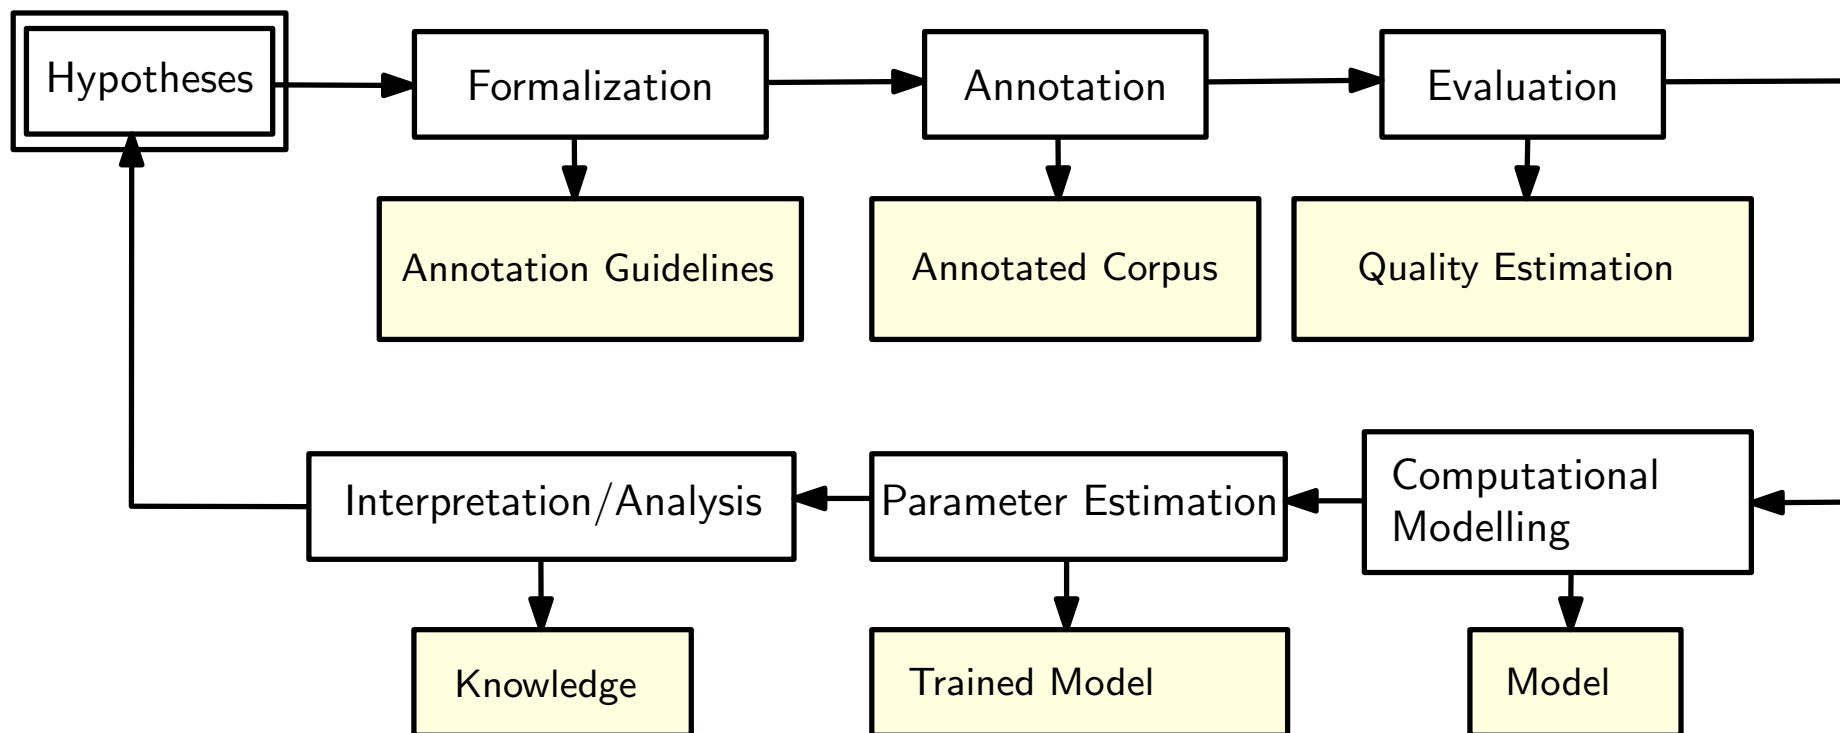 Hypotheses
Formalization
Annotation
Evaluation
Annotation Guidelines
Annotated Corpus
Quality Estimation
Interpretation/Analysis
Parameter Estimation
Computational
Modelling
Knowledge
Trained Model
Model